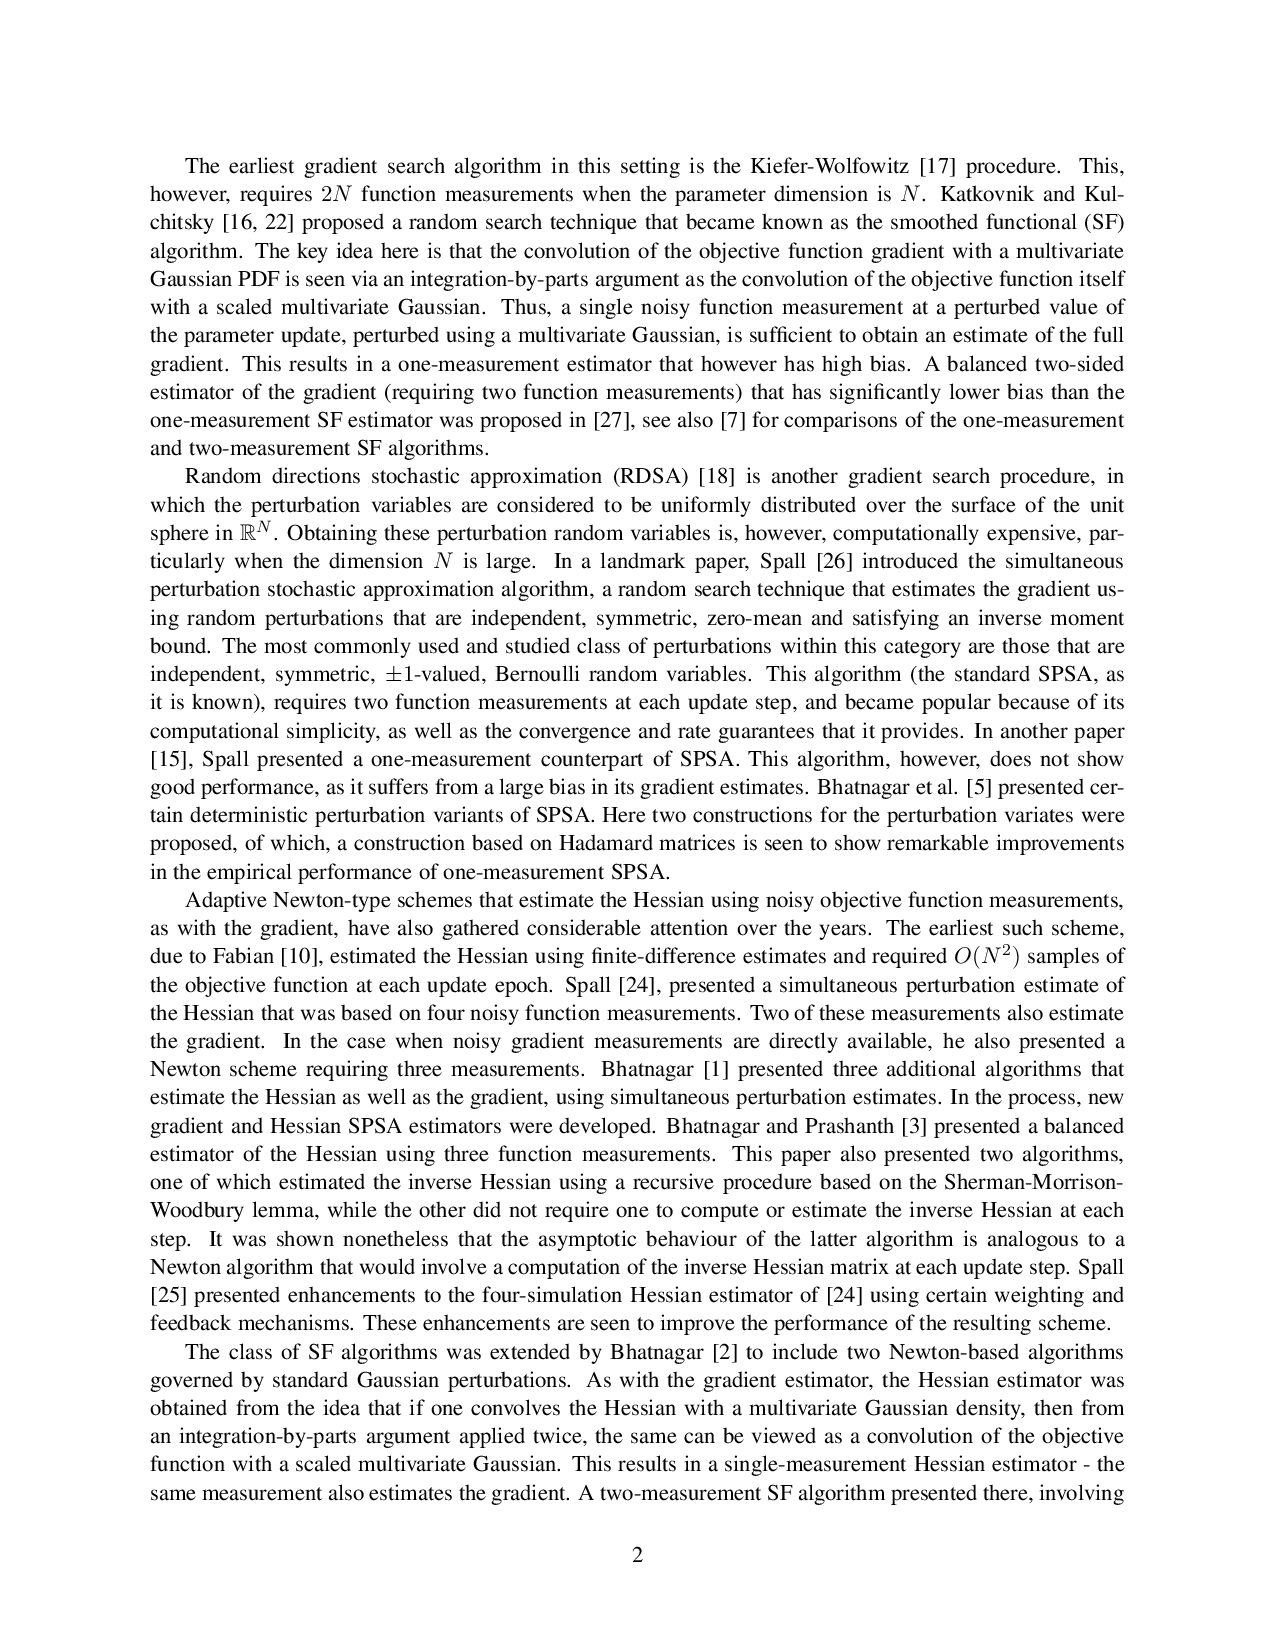 The earliest gradient search algorithm in this setting is the Kiefer-Wolfowitz [17] procedure. This,
however, requires 2N function measurements when the parameter dimension is N. Katkovnik and Kul-
chitsky [16, 22] proposed a random search technique that became known as the smoothed functional (SF)
algorithm. The key idea here is that the convolution of the objective function gradient with a multivariate
Gaussian PDF is seen via an integration-by-parts argument as the convolution of the objective function itself
with a scaled multivariate Gaussian. Thus, a single noisy function measurement at a perturbed value of
the parameter update, perturbed using a multivariate Gaussian, is sufficient to obtain an estimate of the full
gradient. This results in a one-measurement estimator that however has high bias. A balanced two-sided
estimator of the gradient (requiring two function measurements) that has significantly lower bias than the
one-measurement SF estimator was proposed in [27], see also [7] for comparisons of the one-measurement
and two-measurement SF algorithms.
Random directions stochastic approximation (RDSA) [18] is another gradient search procedure, in
which the perturbation variables are considered to be uniformly distributed over the surface of the unit
sphere in ℝ^N. Obtaining these perturbation random variables is, however, computationally expensive, par-
ticularly when the dimension N is large. In a landmark paper, Spall [26] introduced the simultaneous
perturbation stochastic approximation algorithm, a random search technique that estimates the gradient us-
ing random perturbations that are independent, symmetric, zero-mean and satisfying an inverse moment
bound. The most commonly used and studied class of perturbations within this category are those that are
independent, symmetric, ±1-valued, Bernoulli random variables. This algorithm (the standard SPSA, as
it is known), requires two function measurements at each update step, and became popular because of its
computational simplicity, as well as the convergence and rate guarantees that it provides. In another paper
[15], Spall presented a one-measurement counterpart of SPSA. This algorithm, however, does not show
good performance, as it suffers from a large bias in its gradient estimates. Bhatnagar et al. [5] presented cer-
tain deterministic perturbation variants of SPSA. Here two constructions for the perturbation variates were
proposed, of which, a construction based on Hadamard matrices is seen to show remarkable improvements
in the empirical performance of one-measurement SPSA.
Adaptive Newton-type schemes that estimate the Hessian using noisy objective function measurements,
as with the gradient, have also gathered considerable attention over the years. The earliest such scheme,
due to Fabian [10], estimated the Hessian using finite-difference estimates and required O(N²) samples of
the objective function at each update epoch. Spall [24], presented a simultaneous perturbation estimate of
the Hessian that was based on four noisy function measurements. Two of these measurements also estimate
the gradient. In the case when noisy gradient measurements are directly available, he also presented a
Newton scheme requiring three measurements. Bhatnagar [1] presented three additional algorithms that
estimate the Hessian as well as the gradient, using simultaneous perturbation estimates. In the process, new
gradient and Hessian SPSA estimators were developed. Bhatnagar and Prashanth [3] presented a balanced
estimator of the Hessian using three function measurements. This paper also presented two algorithms,
one of which estimated the inverse Hessian using a recursive procedure based on the Sherman-Morrison-
Woodbury lemma, while the other did not require one to compute or estimate the inverse Hessian at each
step. It was shown nonetheless that the asymptotic behaviour of the latter algorithm is analogous to a
Newton algorithm that would involve a computation of the inverse Hessian matrix at each update step. Spall
[25] presented enhancements to the four-simulation Hessian estimator of [24] using certain weighting and
feedback mechanisms. These enhancements are seen to improve the performance of the resulting scheme.
The class of SF algorithms was extended by Bhatnagar [2] to include two Newton-based algorithms
governed by standard Gaussian perturbations. As with the gradient estimator, the Hessian estimator was
obtained from the idea that if one convolves the Hessian with a multivariate Gaussian density, then from
an integration-by-parts argument applied twice, the same can be viewed as a convolution of the objective
function with a scaled multivariate Gaussian. This results in a single-measurement Hessian estimator - the
same measurement also estimates the gradient. A two-measurement SF algorithm presented there, involving
2